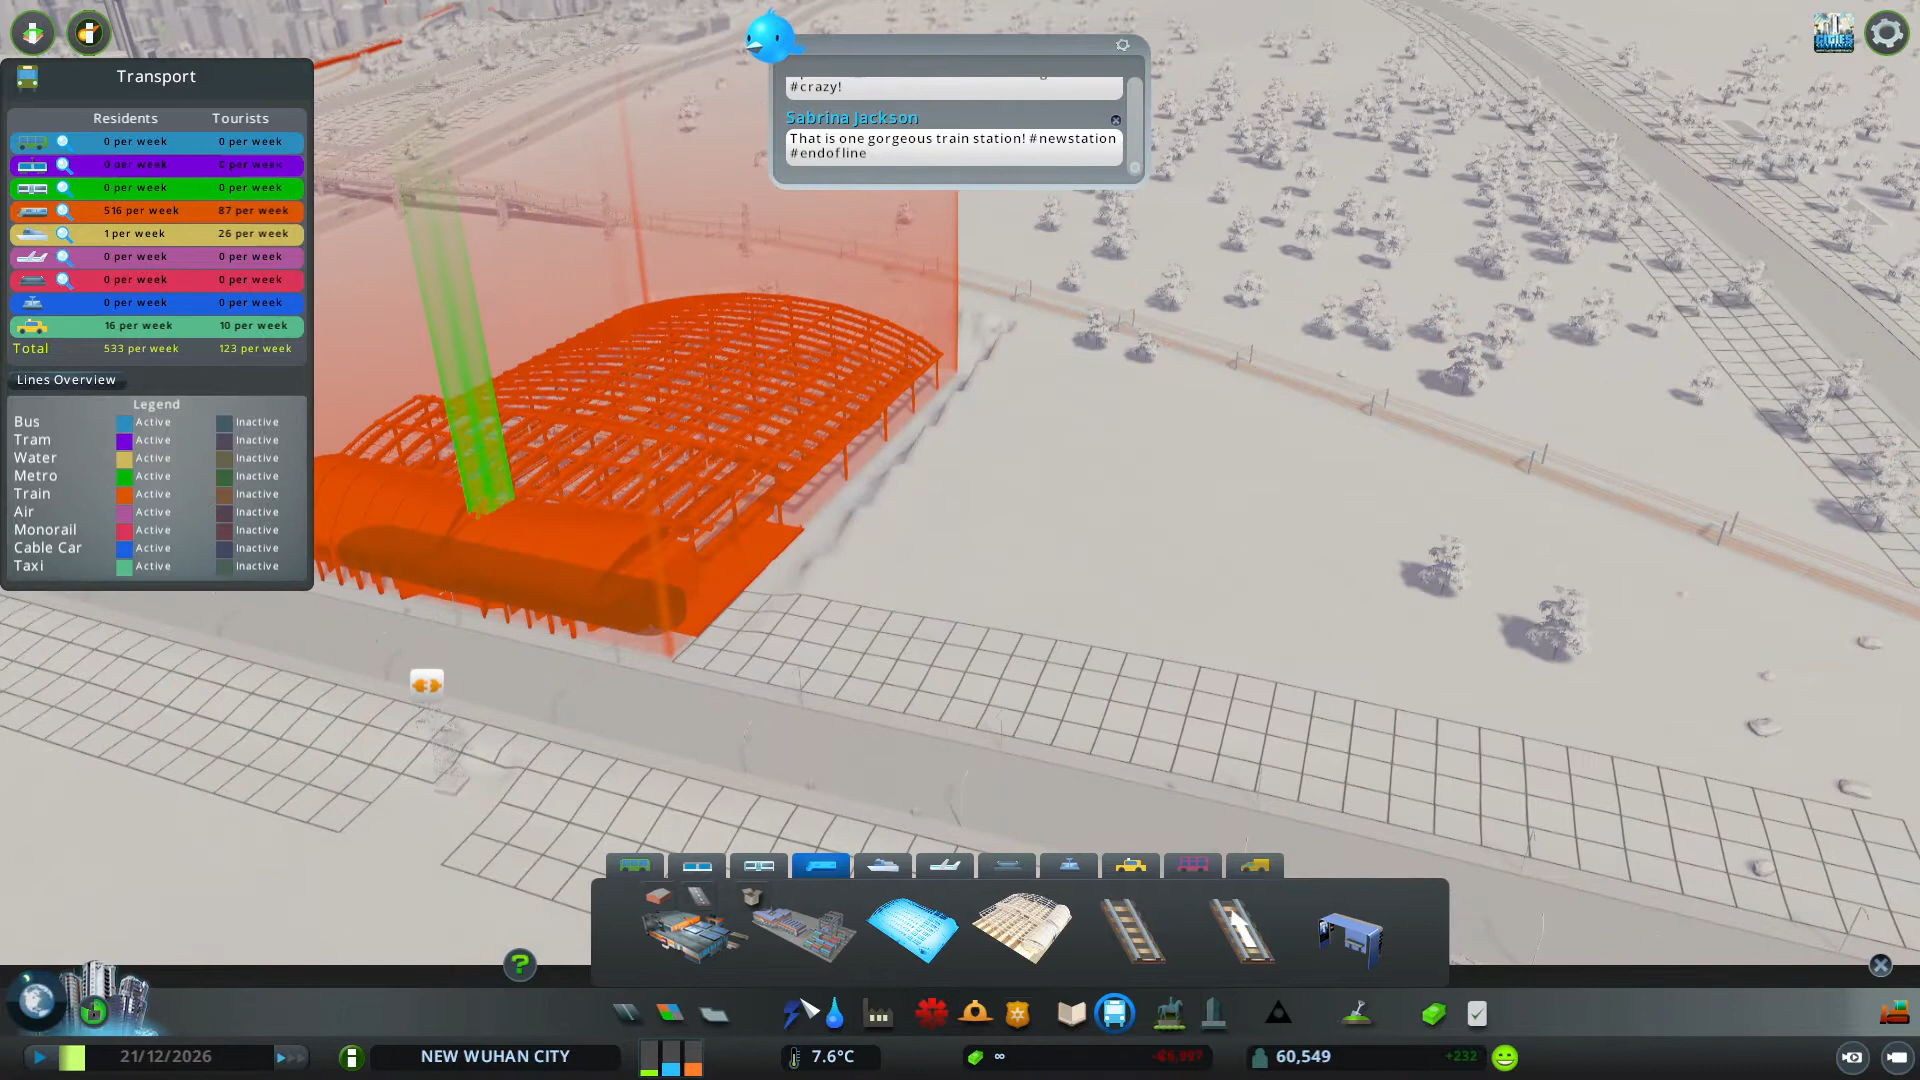 Transport
Residents Tourists
0 per week 0 per week
0 per week 0 per week
0 per week 0 per week
516 per week 87 per week
1 per week 26 per week
0 per week 0 per week
0 per week 0 per week
0 per week 0 per week
16 per week 10 per week
Total 533 per week 123 per week
Lines Overview
Legend
Bus Active Inactive
Tram Active Inactive
Water Active Inactive
Metro Active Inactive
Train Active Inactive
Air Active Inactive
Monorail Active Inactive
Cable Car Active Inactive
Taxi Active Inactive
#crazy!
Sabrina Jackson
That is one gorgeous train station! #newstation
#endofline
CITIES
?
21/12/2026
NEW WUHAN CITY
7.6°C
∞
60,549
+232